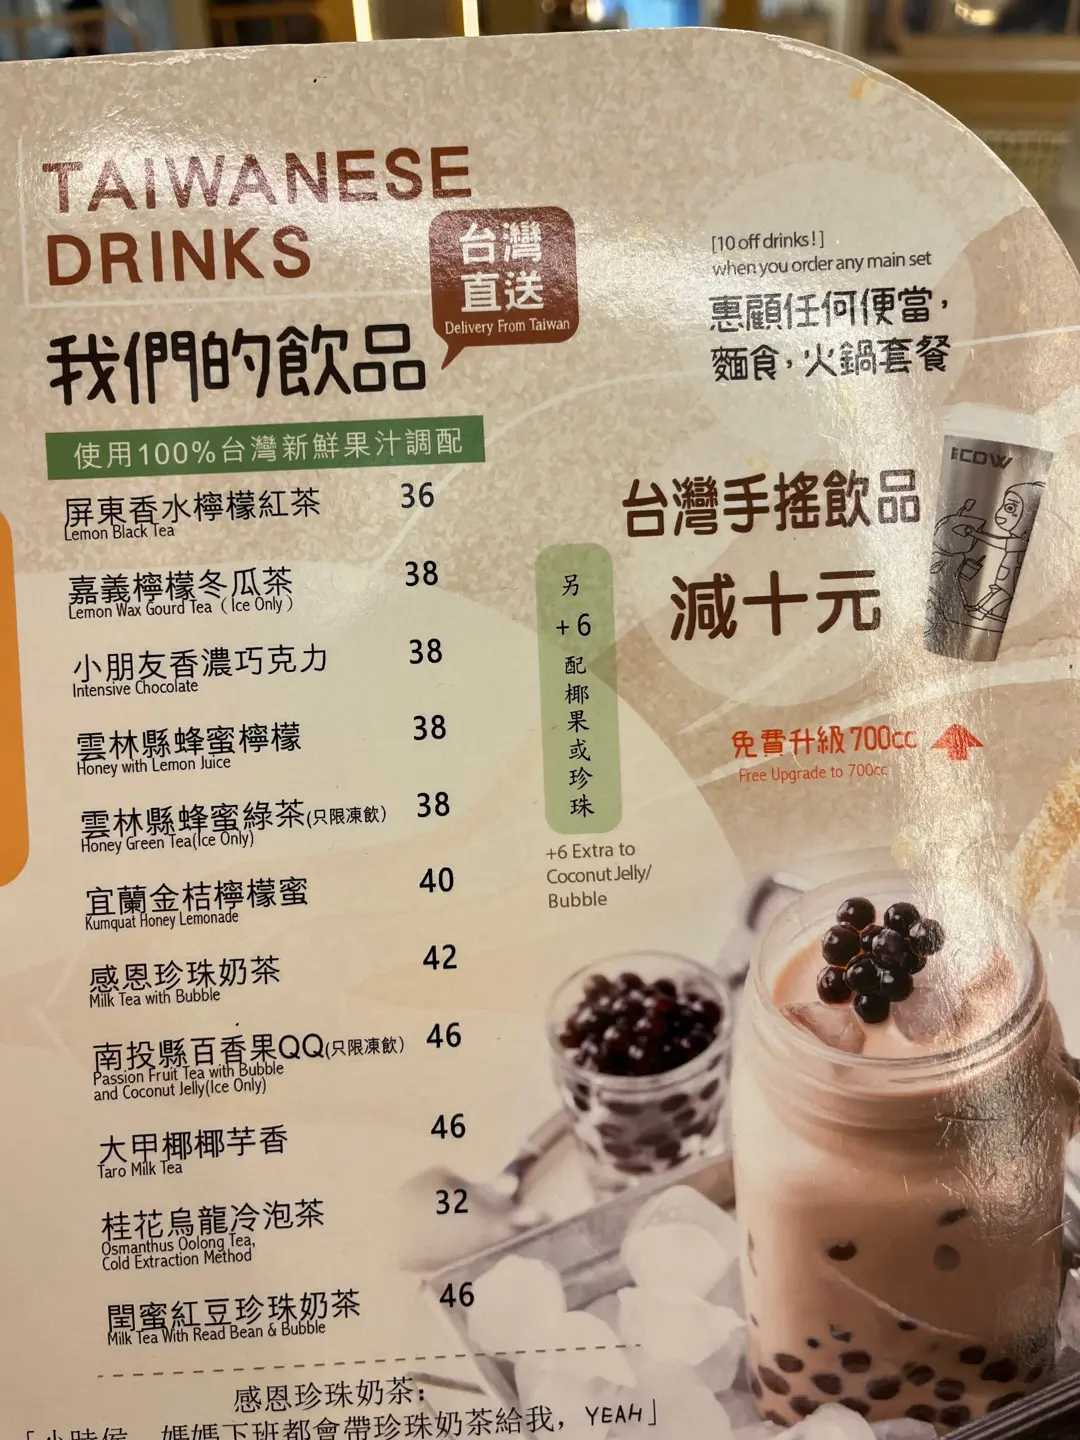 TAIWANESE
DRINKS
台灣
直送
Delivery From Taiwan
我們的飲品
使用100%台灣新鮮果汁調配
屏東香水檸檬紅茶 36
Lemon Black Tea
嘉義檸檬冬瓜茶 38
Lemon Wax Gourd Tea ( Ice Only )
小朋友香濃巧克力 38
Intensive Chocolate
雲林縣蜂蜜檸檬 38
Honey with Lemon Juice
雲林縣蜂蜜綠茶(只限凍飲) 38
Honey Green Tea(Ice Only)
宜蘭金桔檸檬蜜 40
Kumquat Honey Lemonade
感恩珍珠奶茶 42
Milk Tea with Bubble
南投縣百香果QQ(只限凍飲) 46
Passion Fruit Tea with Bubble
and Coconut Jelly(Ice Only)
大甲椰椰芋香 46
Taro Milk Tea
桂花烏龍冷泡茶 32
Osmanthus Oolong Tea,
Cold Extraction Method
閨蜜紅豆珍珠奶茶 46
Milk Tea With Read Bean & Bubble
感恩珍珠奶茶：
「小時侯 媽媽下班都會帶珍珠奶茶給我，YEAH」
[10 off drinks!]
when you order any main set
惠顧任何便當，
麵食，火鍋套餐
台灣手搖飲品
減十元
COW
免費升級700cc
Free Upgrade to 700cc
另
+6
配
椰
果
或
珍
珠
+6 Extra to
Coconut Jelly/
Bubble